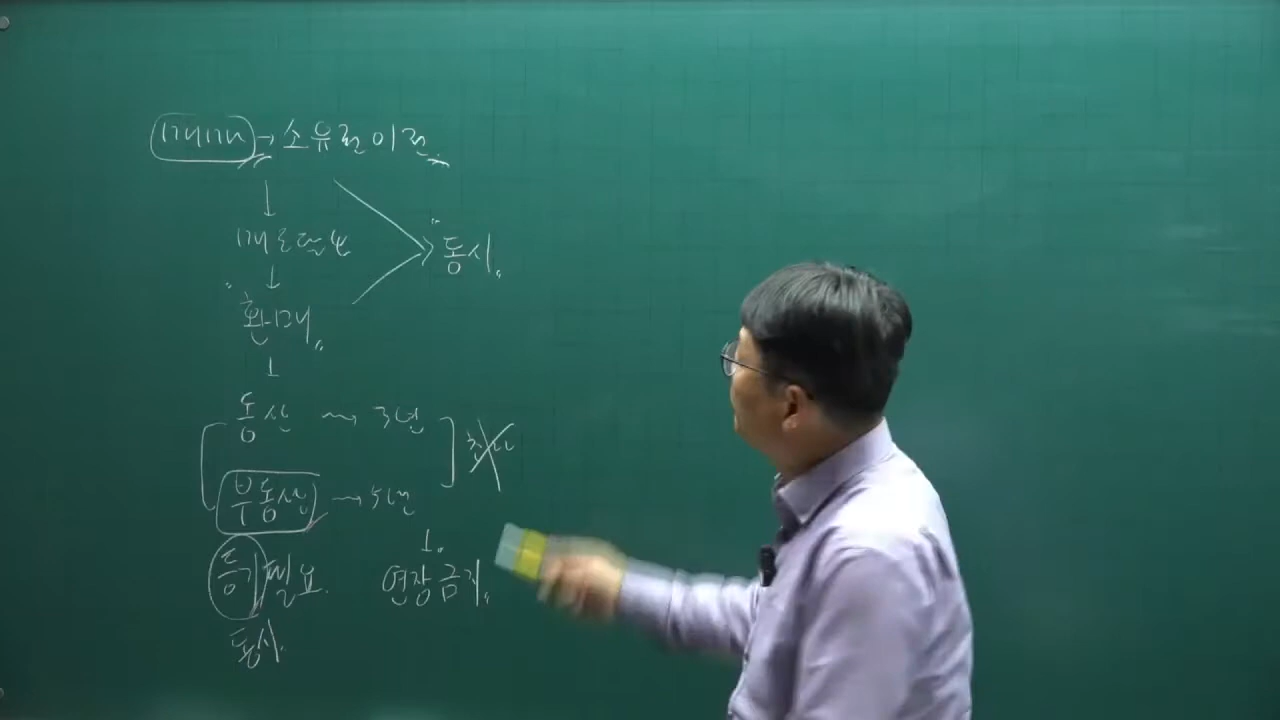 매매 → 소유권 이전
↓
매도담보
↓
"환매"
↓
"동시"
동산 → 3년
부동산 → 5년
↓
등기 필요.
연장 금지"
동시.